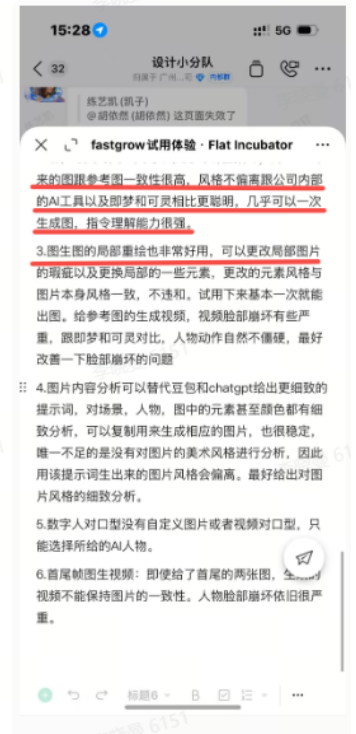 15:28
5G
32
设计小分队
归属于 广州...司
内部群
练艺凯 (凯子)
@胡依然 (胡依然) 这页面失效了
fastgrow试用体验 · Flat Incubator
来的图跟参考图一致性很高，风格不偏离跟公司内部
的AI工具以及即梦和可灵相比更聪明，几乎可以一次
生成图，指令理解能力很强。
3.图生图的局部重绘也非常好用，可以更改局部图片
的瑕疵以及更换局部的一些元素，更改的元素风格与
图片本身风格一致，不违和。试用下来基本一次就能
出图。给参考图的生成视频，视频脸部崩坏有些严
重，跟即梦和可灵对比，人物动作自然不僵硬，最好
改善一下脸部崩坏的问题
4.图片内容分析可以替代豆包和chatgpt给出更细致的
提示词，对场景，人物，图中的元素甚至颜色都有细
致分析，可以复制用来生成相应的图片，也很稳定，
唯一不足的是没有对图片的美术风格进行分析，因此
用该提示词生出来的图片风格会偏离。最好给出对图
片风格的细致分析。
5.数字人对口型没有自定义图片或者视频对口型，只
能选择所给的AI人物。
6.首尾帧图生视频：即使给了首尾的两张图，生
视频不能保持图片的一致性。人物脸部崩坏依旧很严
重。
标题6
B
6151